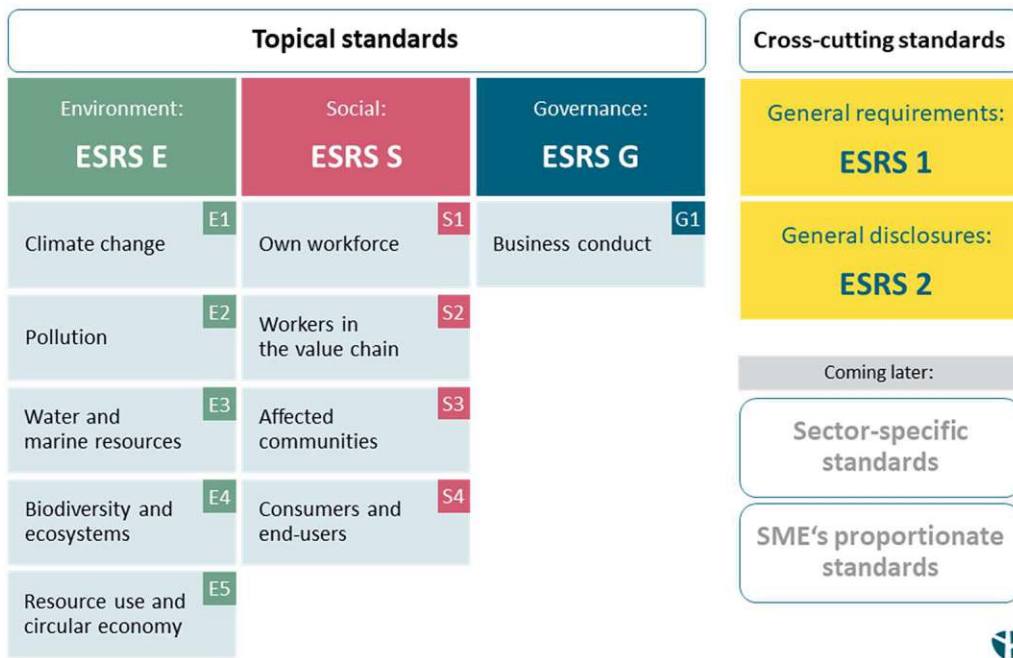 Topical standards
Environment:
ESRS E
E1
Climate change
E2
Pollution
E3
Water and
marine resources
E4
Biodiversity and
ecosystems
E5
Resource use and
circular economy
Social:
ESRS S
S1
Own workforce
S2
Workers in
the value chain
S3
Affected
communities
S4
Consumers and
end-users
Governance:
ESRS G
G1
Business conduct
Cross-cutting standards
General requirements:
ESRS 1
General disclosures:
ESRS 2
Coming later:
Sector-specific
standards
SME‘s proportionate
standards